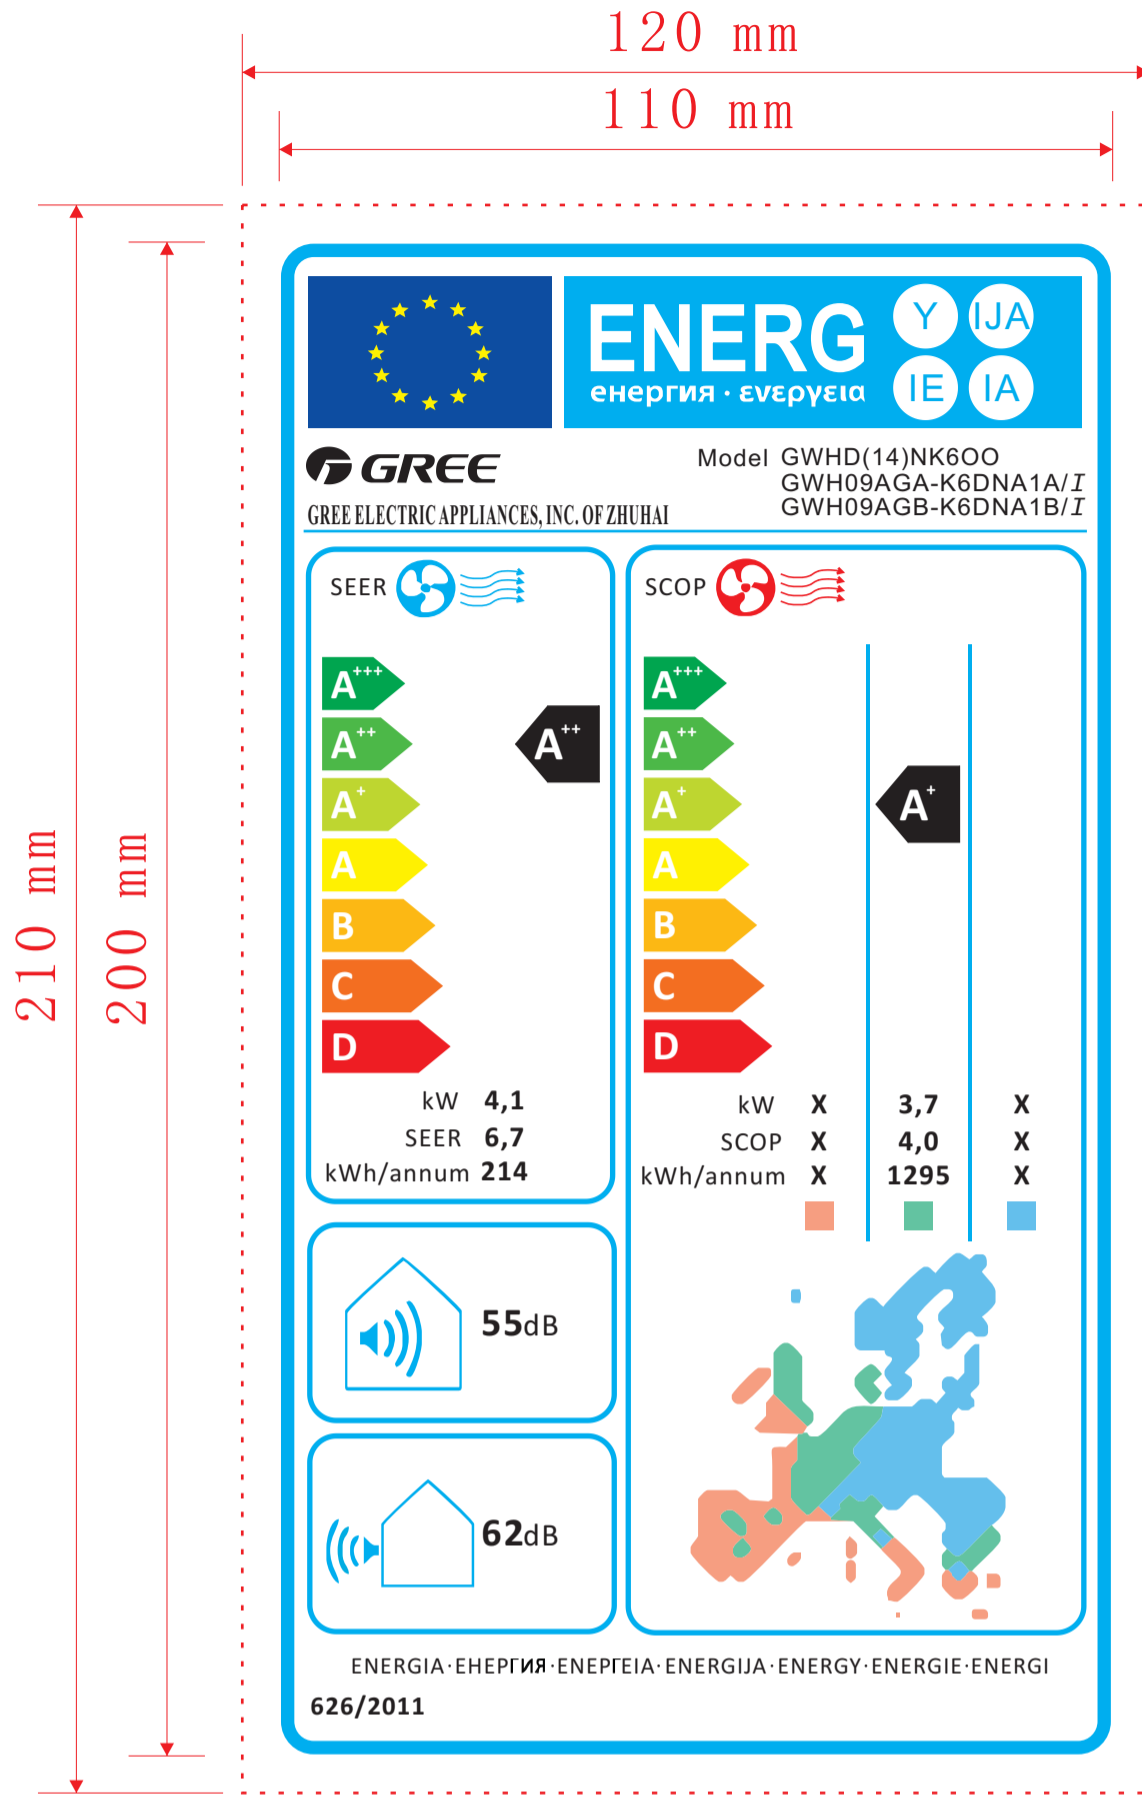 120 mm
110 mm
210 mm
200 mm
ENERG
енергия · ενεργεια
Y IJA
IE IA
GREE
GREE ELECTRIC APPLIANCES, INC. OF ZHUHAI
Model GWHD(14)NK6OO
GWH09AGA-K6DNA1A/I
GWH09AGB-K6DNA1B/I
SEER
A+++
A++
A+
A
B
C
D
A++
kW 4,1
SEER 6,7
kWh/annum 214
SCOP
A+++
A++
A+
A
B
C
D
A+
kW X 3,7 X
SCOP X 4,0 X
kWh/annum X 1295 X
55dB
62dB
ENERGIA·ЕНЕРГИЯ·ΕΝΕΡΓΕΙΑ·ENERGIJA·ENERGY·ENERGIE·ENERGI
626/2011